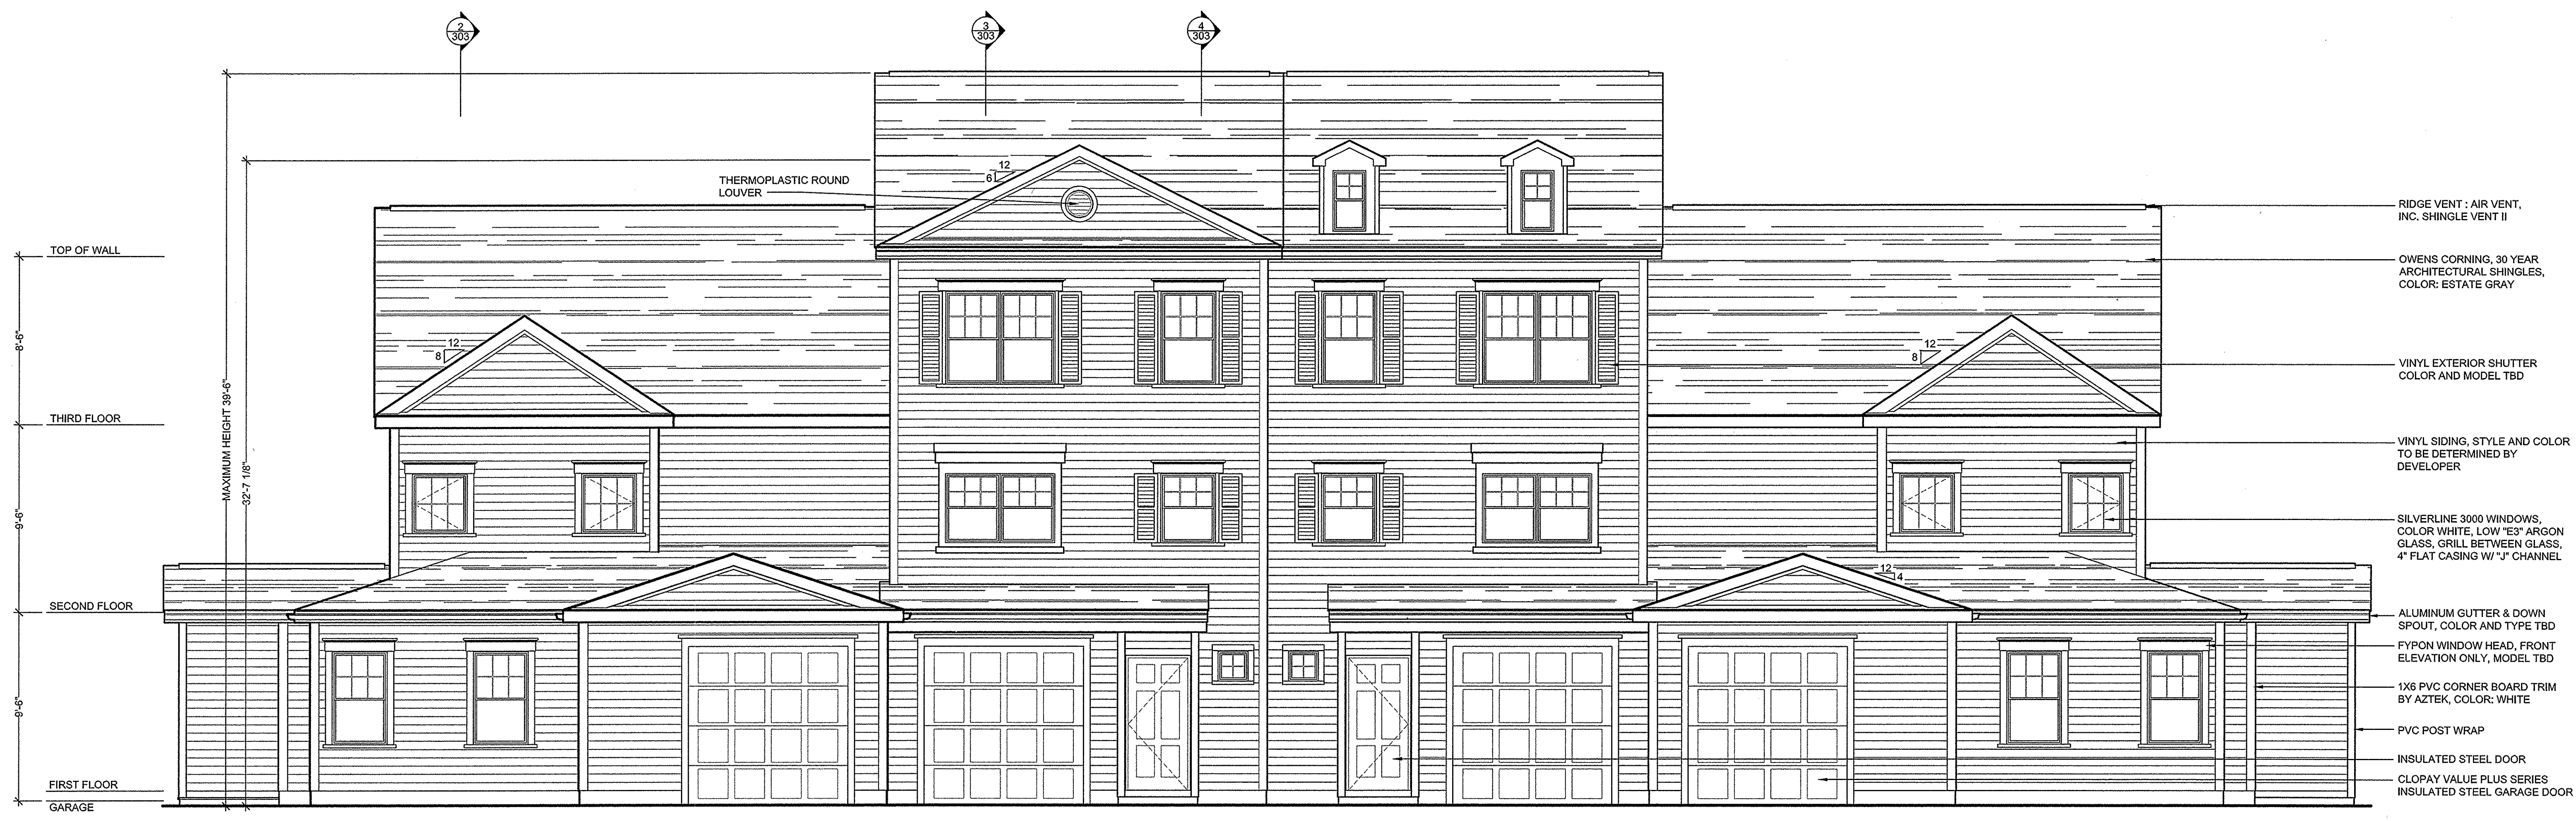 2
303
3
303
4
303
12
6
THERMOPLASTIC ROUND
LOUVER
RIDGE VENT : AIR VENT,
INC. SHINGLE VENT II
TOP OF WALL
OWENS CORNING, 30 YEAR
ARCHITECTURAL SHINGLES,
COLOR: ESTATE GRAY
8'-6"
12
8
12
8
VINYL EXTERIOR SHUTTER
COLOR AND MODEL TBD
MAXIMUM HEIGHT 39'-6"
32'-7 1/8"
THIRD FLOOR
VINYL SIDING, STYLE AND COLOR
TO BE DETERMINED BY
DEVELOPER
9'-6"
SILVERLINE 3000 WINDOWS,
COLOR WHITE, LOW "E3" ARGON
GLASS, GRILL BETWEEN GLASS,
4" FLAT CASING W/ "J" CHANNEL
12
4
SECOND FLOOR
ALUMINUM GUTTER & DOWN
SPOUT, COLOR AND TYPE TBD
FYPON WINDOW HEAD, FRONT
ELEVATION ONLY, MODEL TBD
9'-6"
1X6 PVC CORNER BOARD TRIM
BY AZTEK, COLOR: WHITE
PVC POST WRAP
INSULATED STEEL DOOR
FIRST FLOOR
CLOPAY VALUE PLUS SERIES
INSULATED STEEL GARAGE DOOR
GARAGE